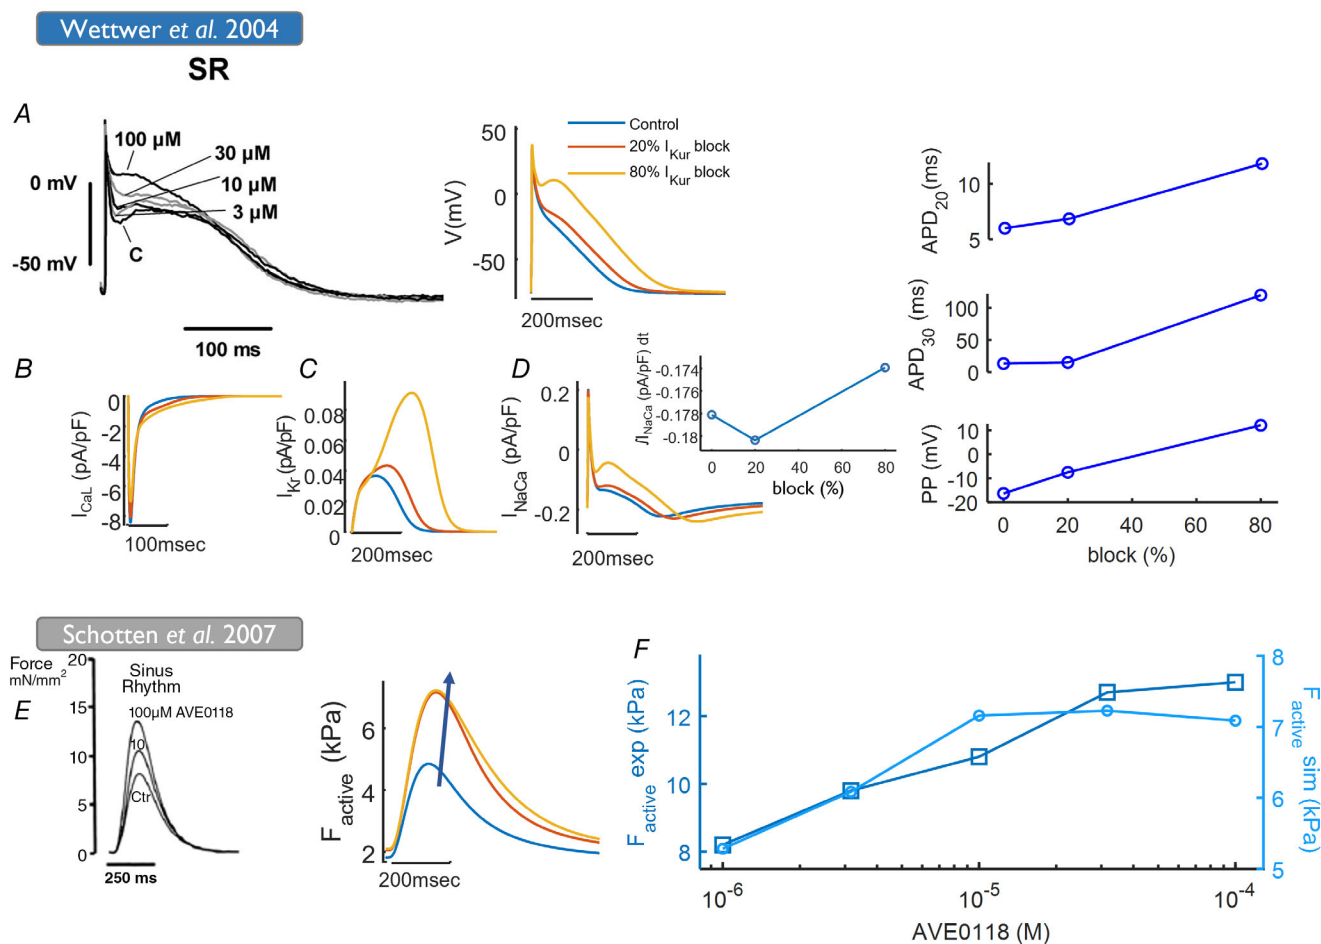 Wettwer et al. 2004
SR
A
100 µM
30 µM
10 µM
3 µM
C
0 mV
-50 mV
100 ms
50
0
-50
V(mV)
Control
20% IKur block
80% IKur block
200msec
10
5
APD20(ms)
100
50
0
APD30 (ms)
10
0
-10
-20
PP (mV)
0 20 40 60 80
block (%)
B
0
-2
-4
-6
-8
ICaL (pA/pF)
100msec
C
0.08
0.06
0.04
0.02
0
IKr(pA/pF)
200msec
D
0.2
0
-0.2
INaCa (pA/pF)
200msec
-0.174
-0.176
-0.178
-0.18
∫INaCa (pA/pF) dt
0 20 40 60 80
block (%)
Schotten et al. 2007
Force
mN/mm2
E
20
15
10
5
0
Sinus
Rhythm
100µM AVE0118
10
Ctr
250 ms
6
4
2
Factive (kPa)
200msec
F
12
10
8
Factive exp (kPa)
8
7
6
5
Factive sim (kPa)
10-6 10-5 10-4
AVE0118 (M)